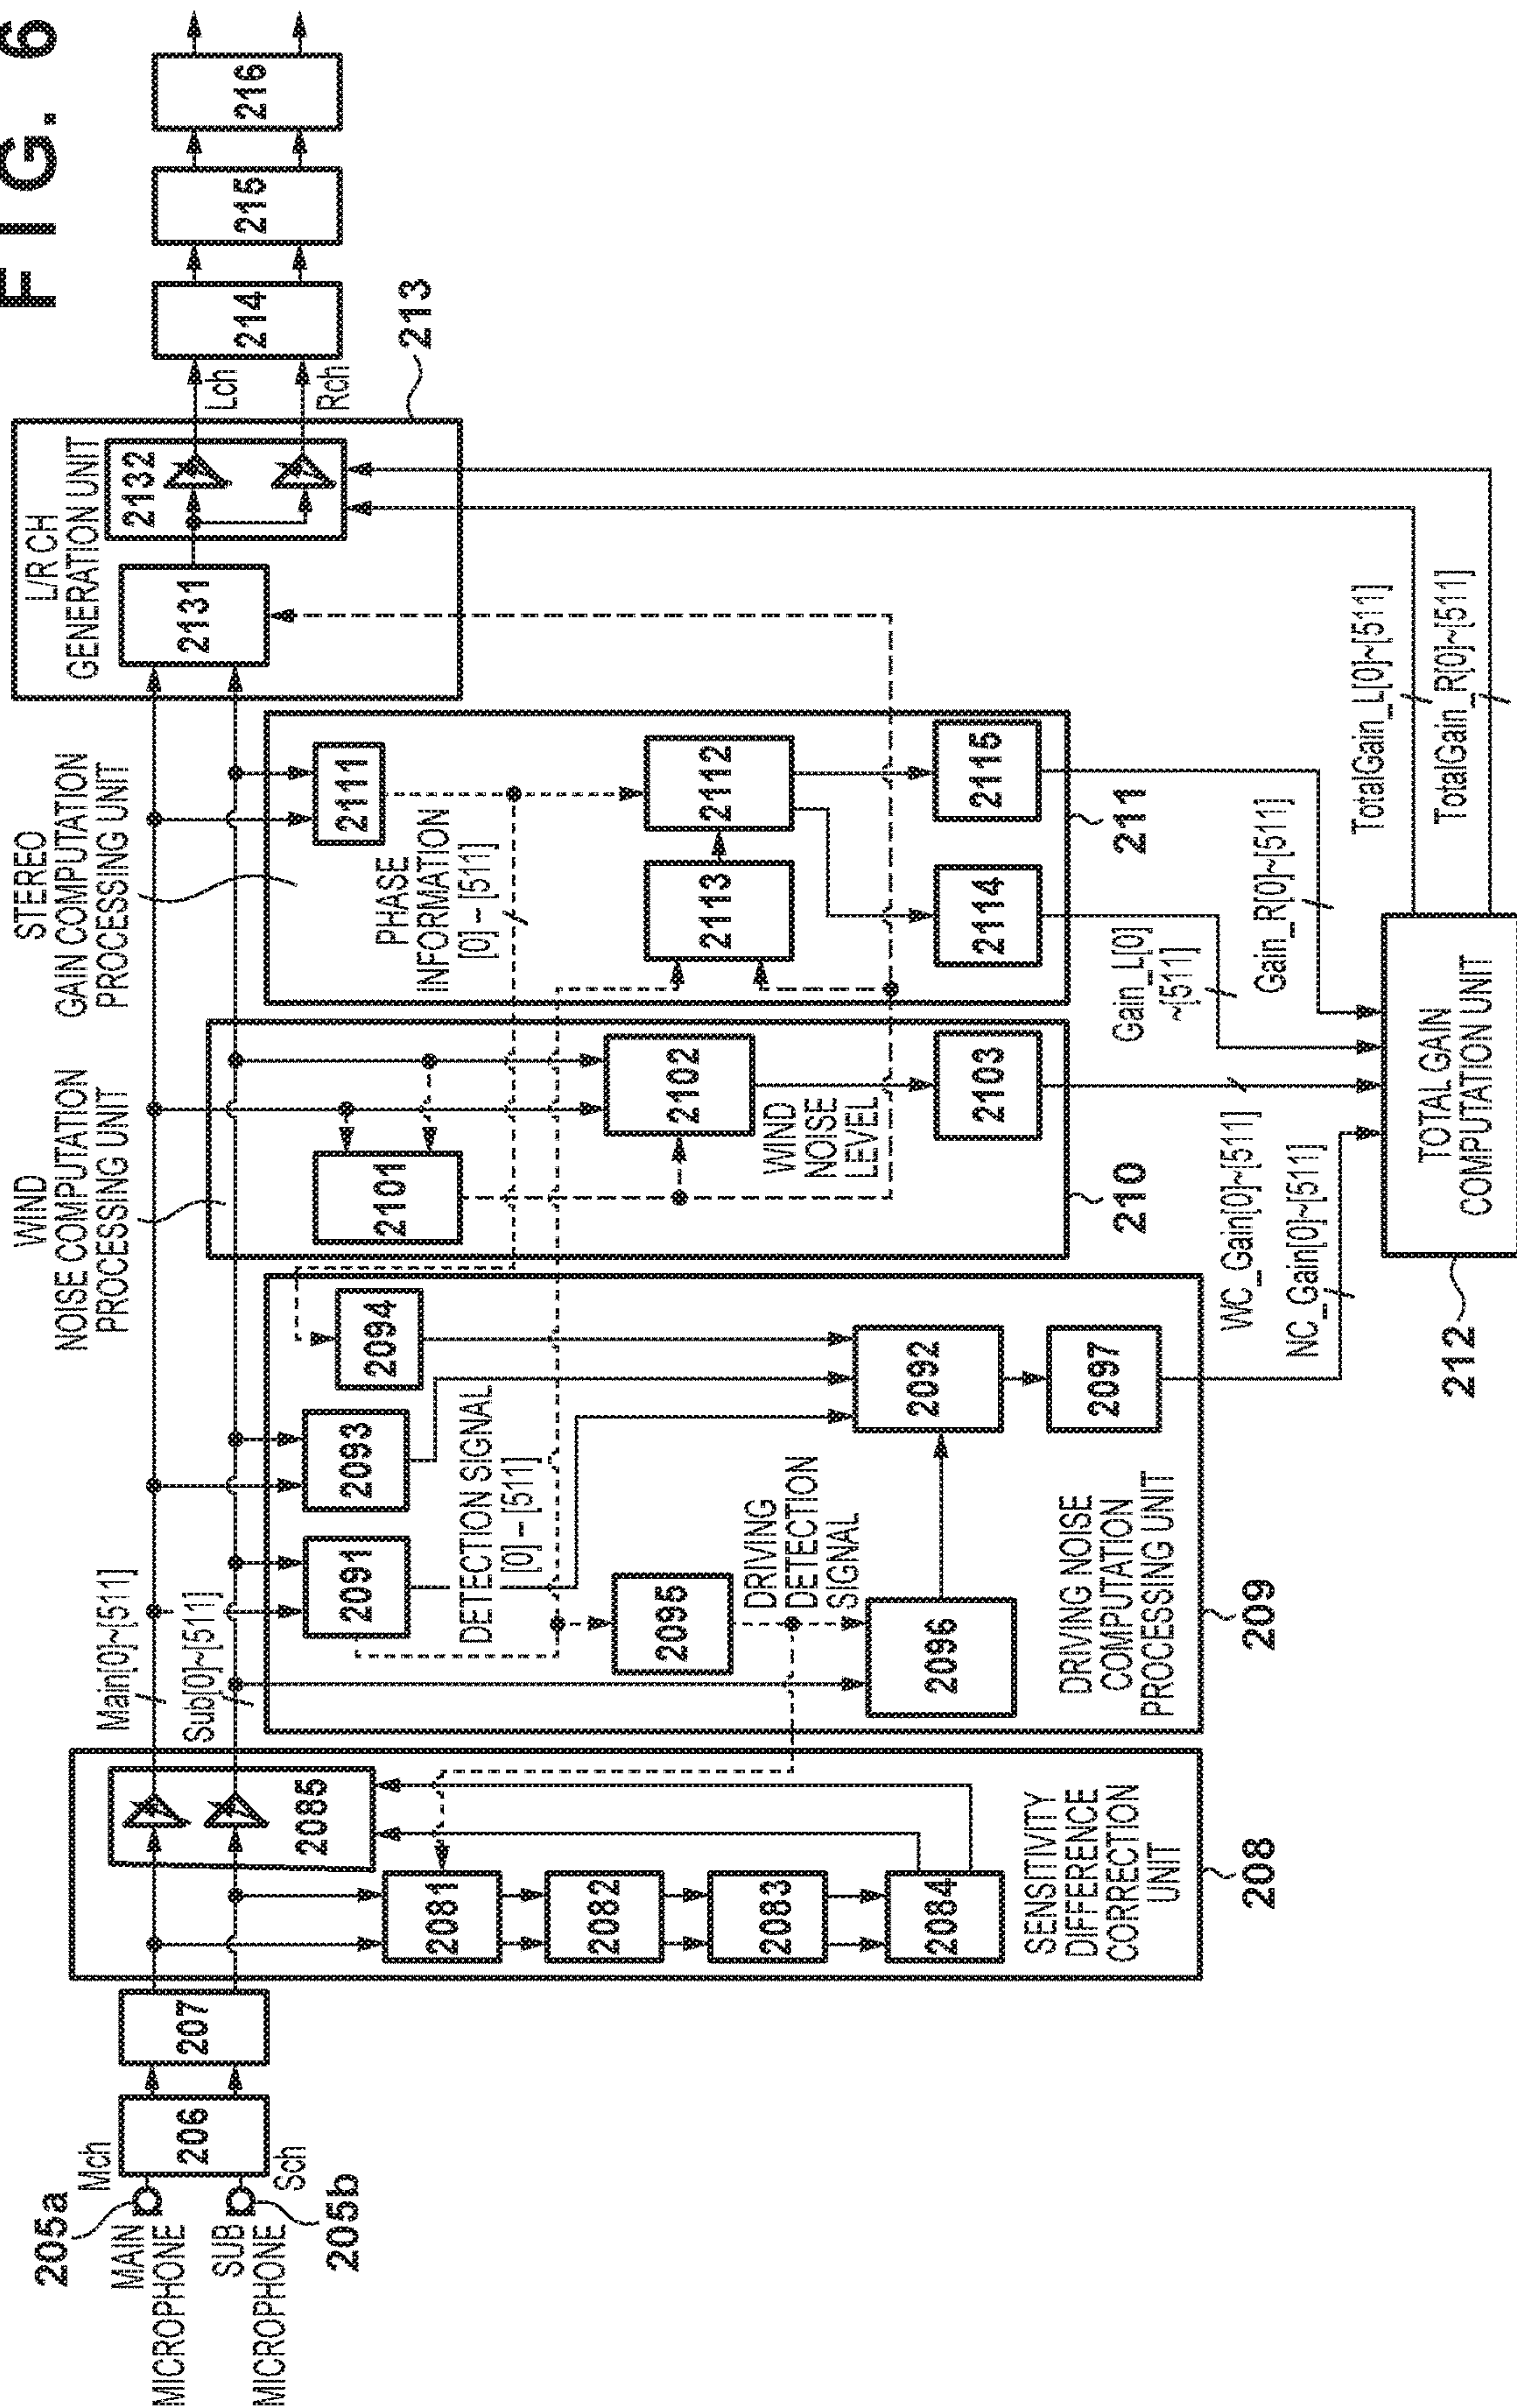 FIG. 6
205a
MAIN
MICROPHONE
SUB
MICROPHONE
205b
Mch
Sch
206
207
2085
2081
2082
2083
2084
SENSITIVITY
DIFFERENCE
CORRECTION
UNIT
208
Main[0]~[511]
Sub[0]~[511]
2091
2093
2094
DETECTION SIGNAL
[0] – [511]
2095
DRIVING
DETECTION
SIGNAL
2096
2092
2097
DRIVING NOISE
COMPUTATION
PROCESSING UNIT
209
WIND
NOISE COMPUTATION
PROCESSING UNIT
2101
2102
WIND
NOISE
LEVEL
2103
210
STEREO
GAIN COMPUTATION
PROCESSING UNIT
2111
PHASE
INFORMATION
[0] – [511]
2113
2112
2114
2115
211
L/R CH
GENERATION UNIT
2131
2132
213
Lch
Rch
214
215
216
WC_Gain[0]~[511]
NC_Gain[0]~[511]
Gain_L[0]
~[511]
Gain_R[0]~[511]
TotalGain_L[0]~[511]
TotalGain_R[0]~[511]
TOTAL GAIN
COMPUTATION UNIT
212